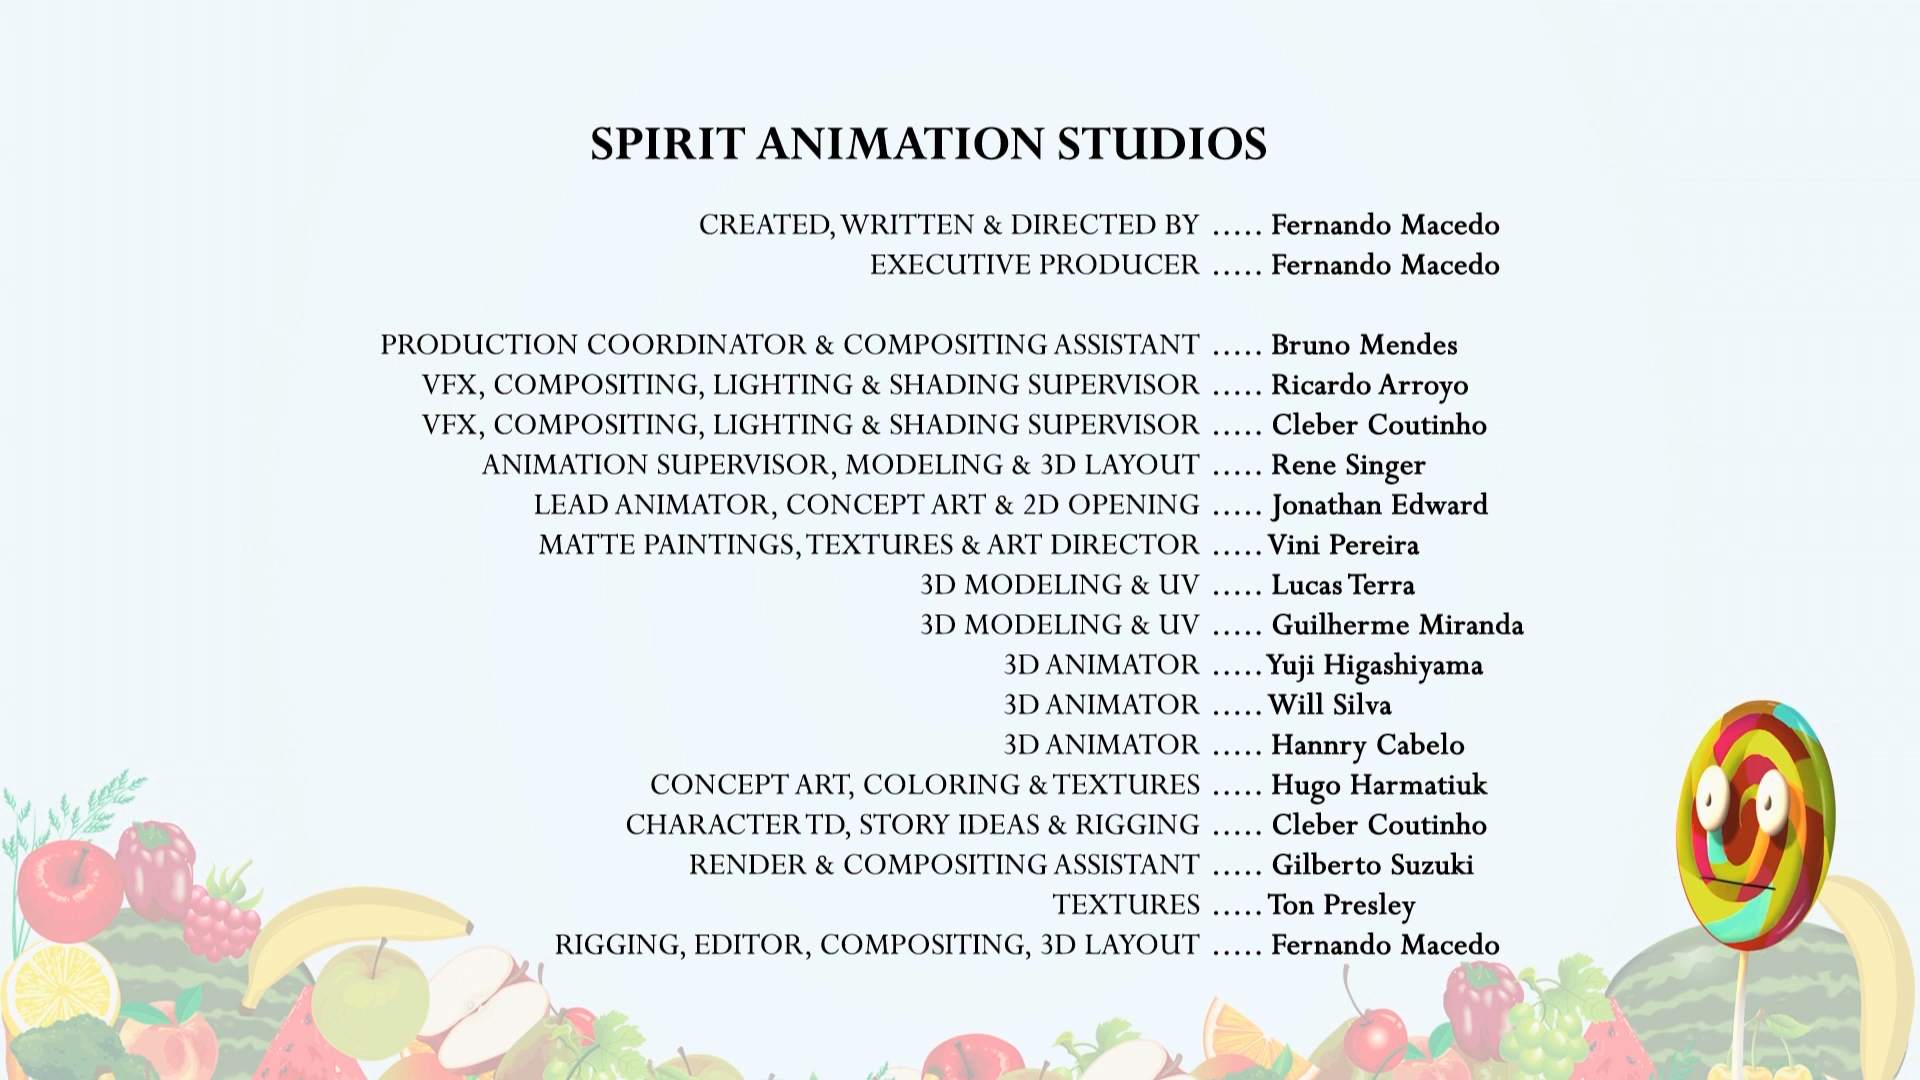 SPIRIT ANIMATION STUDIOS
CREATED, WRITTEN & DIRECTED BY ..... Fernando Macedo
EXECUTIVE PRODUCER ..... Fernando Macedo
PRODUCTION COORDINATOR & COMPOSITING ASSISTANT ..... Bruno Mendes
VFX, COMPOSITING, LIGHTING & SHADING SUPERVISOR ..... Ricardo Arroyo
VFX, COMPOSITING, LIGHTING & SHADING SUPERVISOR ..... Cleber Coutinho
ANIMATION SUPERVISOR, MODELING & 3D LAYOUT ..... Rene Singer
LEAD ANIMATOR, CONCEPT ART & 2D OPENING ..... Jonathan Edward
MATTE PAINTINGS, TEXTURES & ART DIRECTOR ..... Vini Pereira
3D MODELING & UV ..... Lucas Terra
3D MODELING & UV ..... Guilherme Miranda
3D ANIMATOR ..... Yuji Higashiyama
3D ANIMATOR ..... Will Silva
3D ANIMATOR ..... Hannry Cabelo
CONCEPT ART, COLORING & TEXTURES ..... Hugo Harmatiuk
CHARACTER TD, STORY IDEAS & RIGGING ..... Cleber Coutinho
RENDER & COMPOSITING ASSISTANT ..... Gilberto Suzuki
TEXTURES ..... Ton Presley
RIGGING, EDITOR, COMPOSITING, 3D LAYOUT ..... Fernando Macedo